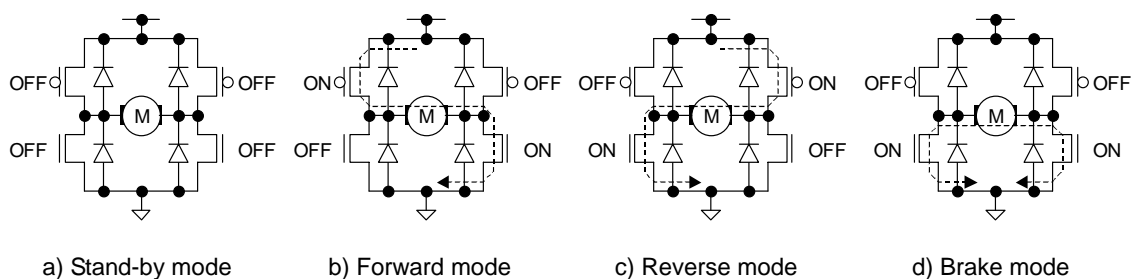 OFF OFF ON OFF OFF ON OFF OFF
M M M M
OFF OFF OFF ON ON OFF ON ON
a) Stand-by mode b) Forward mode c) Reverse mode d) Brake mode